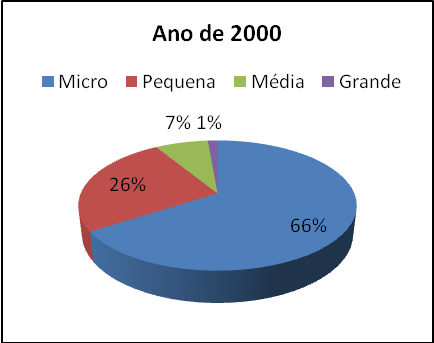 Ano de 2000
Micro Pequena Média Grande
7% 1%
26%
66%